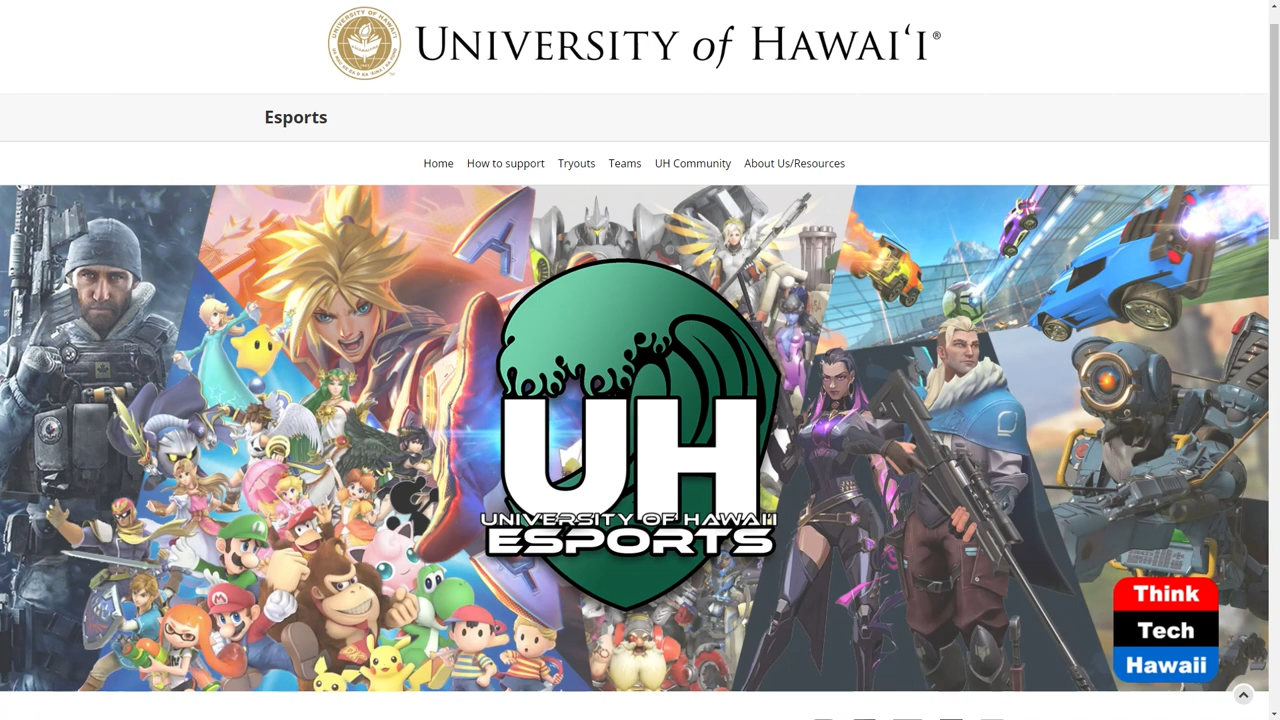 UNIVERSITY of HAWAIʻI®
Esports
Home How to support Tryouts Teams UH Community About Us/Resources
UH
UNIVERSITY OF HAWAI'I
ESPORTS
Think
Tech
Hawaii